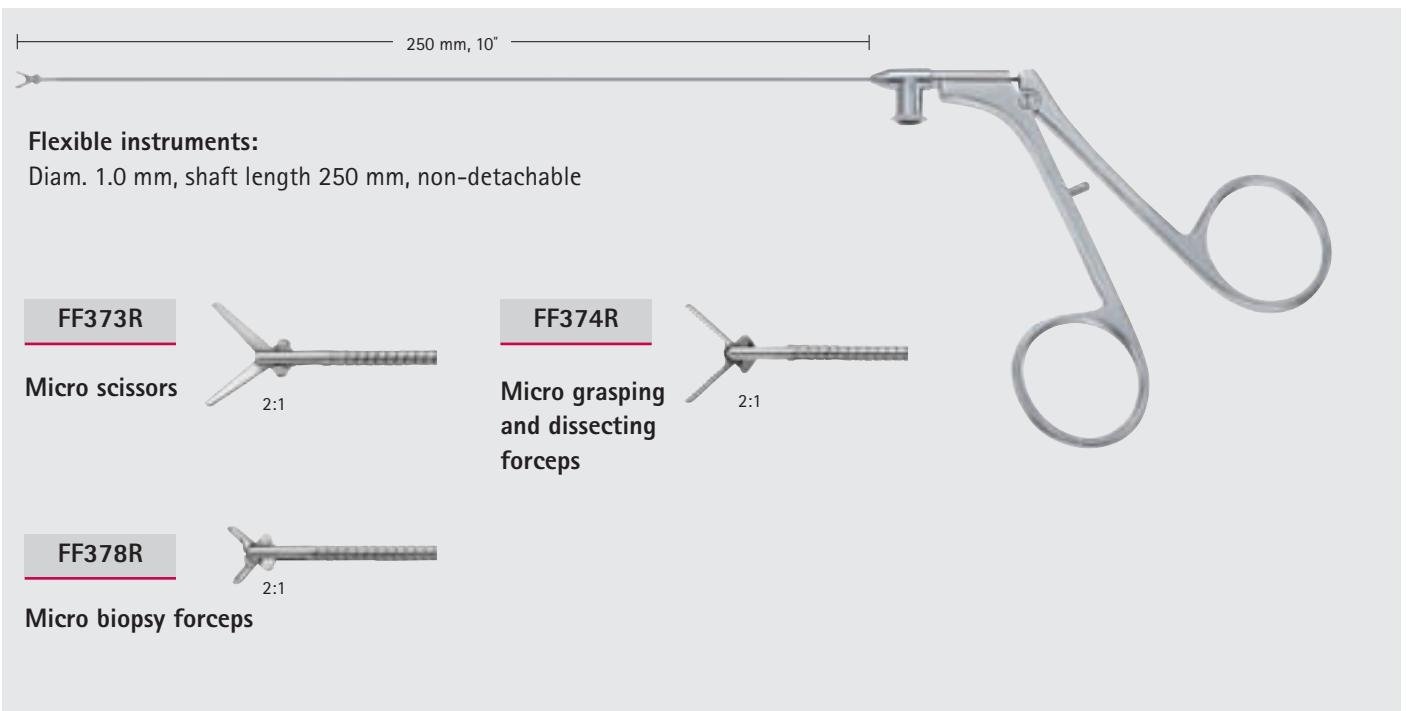 250 mm, 10″
Flexible instruments:
Diam. 1.0 mm, shaft length 250 mm, non-detachable
FF373R
Micro scissors
2:1
FF374R
Micro grasping
and dissecting
forceps
2:1
FF378R
Micro biopsy forceps
2:1